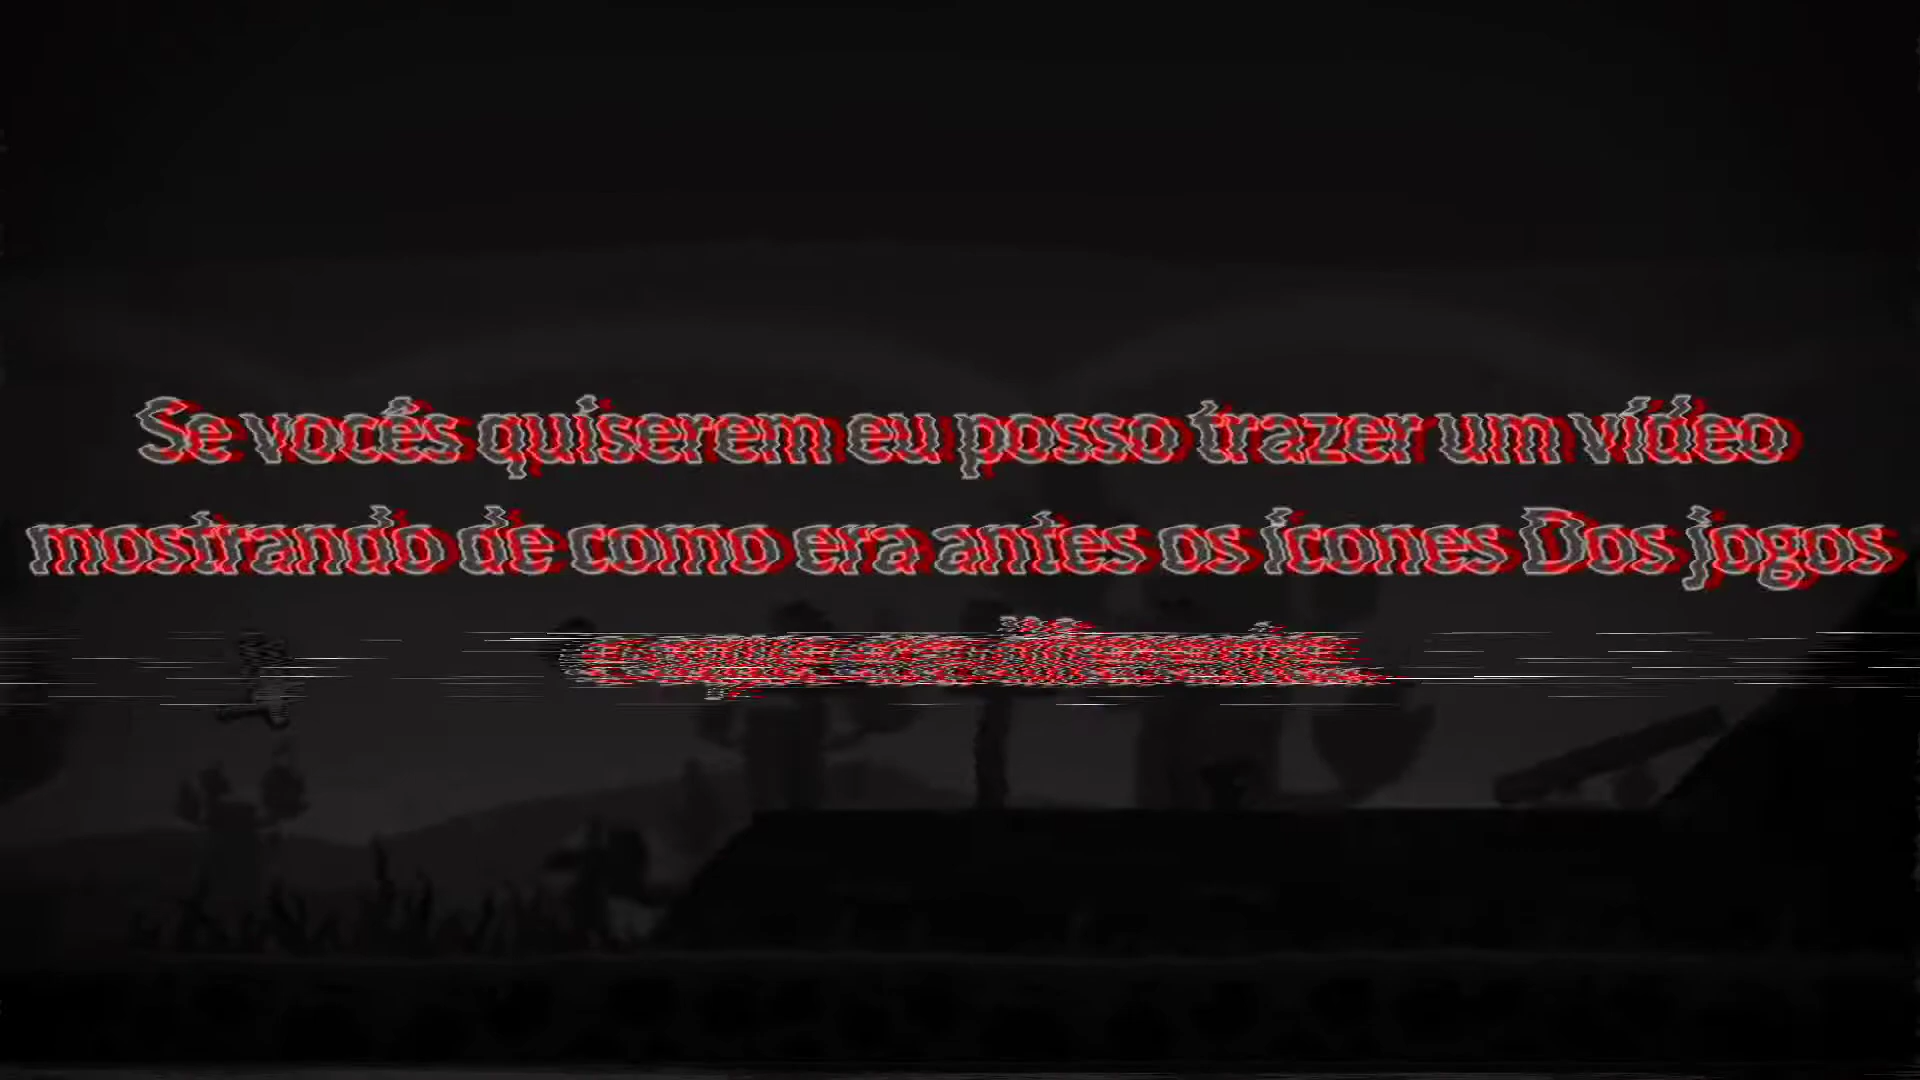 Se vocês quiserem eu posso trazer um vídeo
mostrando de como era antes os ícones Dos jogos